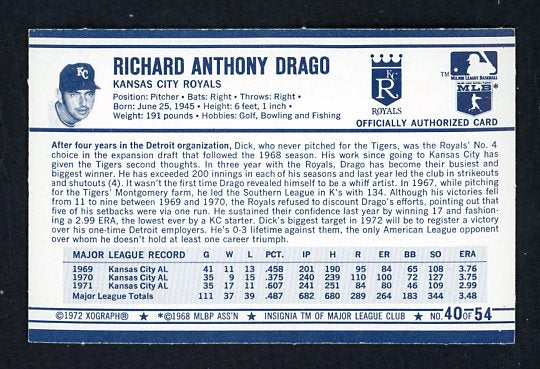 RICHARD ANTHONY DRAGO
KANSAS CITY ROYALS
Position: Pitcher • Bats: Right • Throws: Right •
Born: June 25, 1945 • Height: 6 feet, 1 inch •
Weight: 191 pounds • Hobbies: Golf, Bowling and Fishing
KC
KC
R
ROYALS
TM
MAJOR LEAGUE BASEBALL
MLB*
OFFICIALLY AUTHORIZED CARD
After four years in the Detroit organization, Dick, who never pitched for the Tigers, was the Royals' No. 4
choice in the expansion draft that followed the 1968 season. His work since going to Kansas City has
given the Tigers second thoughts. In three year with the Royals, Drago has become their busiest and
biggest winner. He has exceeded 200 innings in each of his seasons and last year led the club in strikeouts
and shutouts (4). It wasn't the first time Drago revealed himself to be a whiff artist. In 1967, while pitching
for the Tigers' Montgomery farm, he led the Southern League in K's with 134. Although his victories fell
from 11 to nine between 1969 and 1970, the Royals refused to discount Drago's efforts, pointing out that
five of his setbacks were via one run. He sustained their confidence last year by winning 17 and fashion-
ing a 2.99 ERA, the lowest ever by a KC starter. Dick's biggest target in 1972 will be to register a victory
over his one-time Detroit employers. He's 0-3 lifetime against them, the only American League opponent
over whom he doesn't hold at least one career triumph.
MAJOR LEAGUE RECORD G W L PCT. IP H R ER BB SO ERA
1969 Kansas City AL 41 11 13 .458 201 190 95 84 65 108 3.76
1970 Kansas City AL 35 9 15 .375 240 239 110 100 72 127 3.75
1971 Kansas City AL 35 17 11 .607 241 251 84 80 46 109 2.99
Major League Totals 111 37 39 .487 682 680 289 264 183 344 3.48
©1972 XOGRAPH® ★ *©1968 MLBP ASS'N ★ INSIGNIA TM OF MAJOR LEAGUE CLUB ★ NO. 40 OF 54